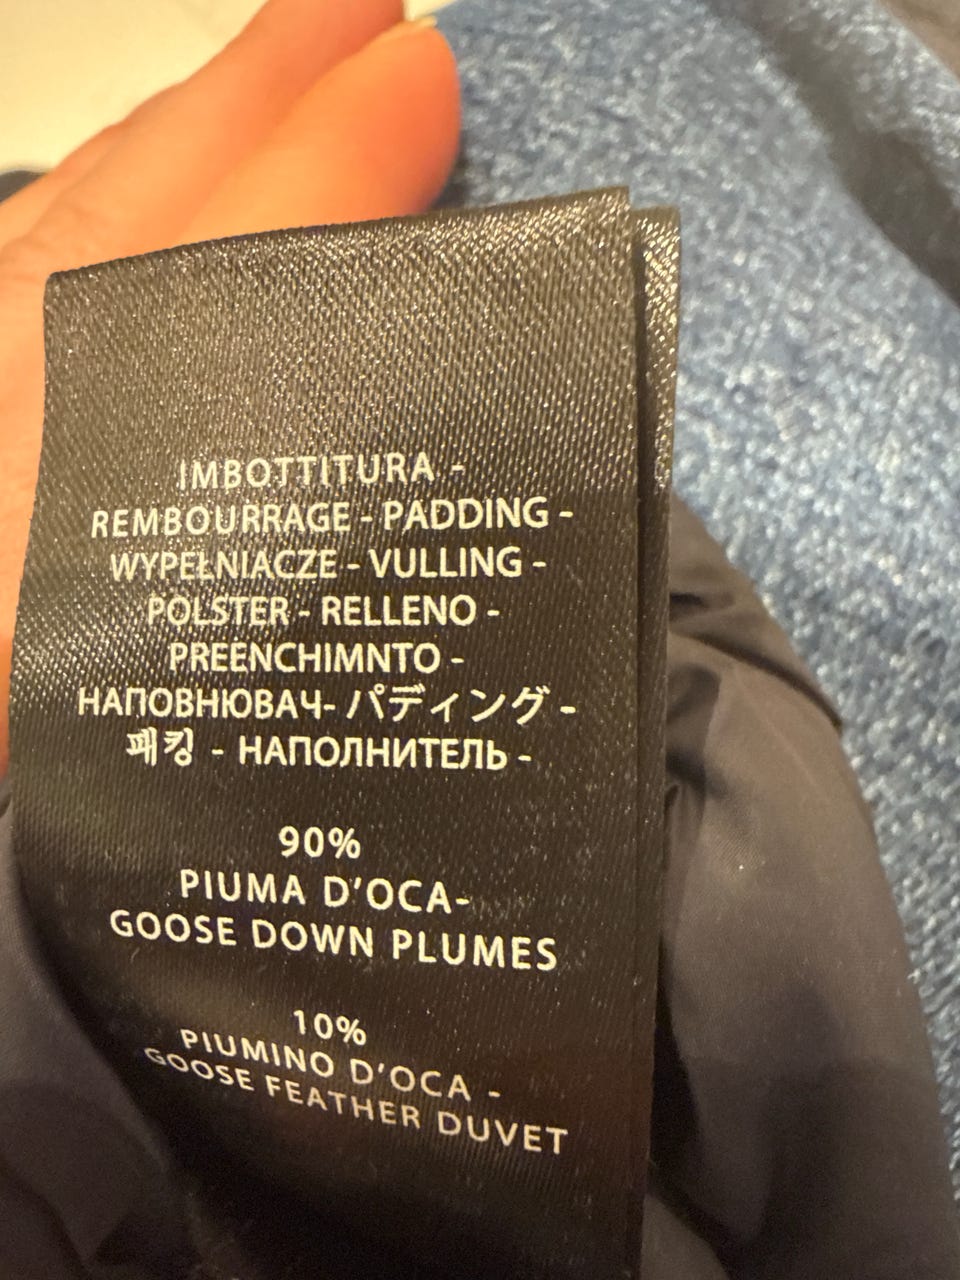 IMBOTTITURA -
REMBOURRAGE - PADDING -
WYPEŁNIACZE - VULLING -
POLSTER - RELLENO -
PREENCHIMNTO -
НАПОВНЮВАЧ- パディング -
패킹 - НАПОЛНИТЕЛЬ -
90%
PIUMA D'OCA-
GOOSE DOWN PLUMES
10%
PIUMINO D'OCA -
GOOSE FEATHER DUVET